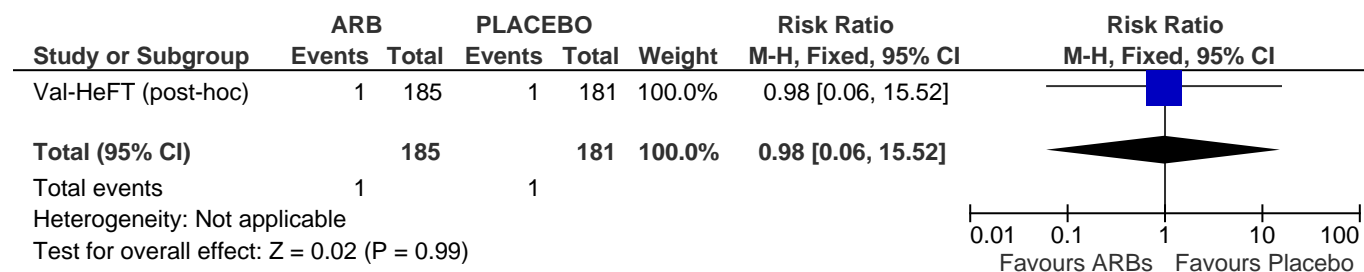 ARB PLACEBO Risk Ratio Risk Ratio
Study or Subgroup Events Total Events Total Weight M-H, Fixed, 95% CI M-H, Fixed, 95% CI
Val-HeFT (post-hoc) 1 185 1 181 100.0% 0.98 [0.06, 15.52]
Total (95% CI) 185 181 100.0% 0.98 [0.06, 15.52]
Total events 1 1
Heterogeneity: Not applicable
Test for overall effect: Z = 0.02 (P = 0.99)
0.01 0.1 1 10 100
Favours ARBs Favours Placebo